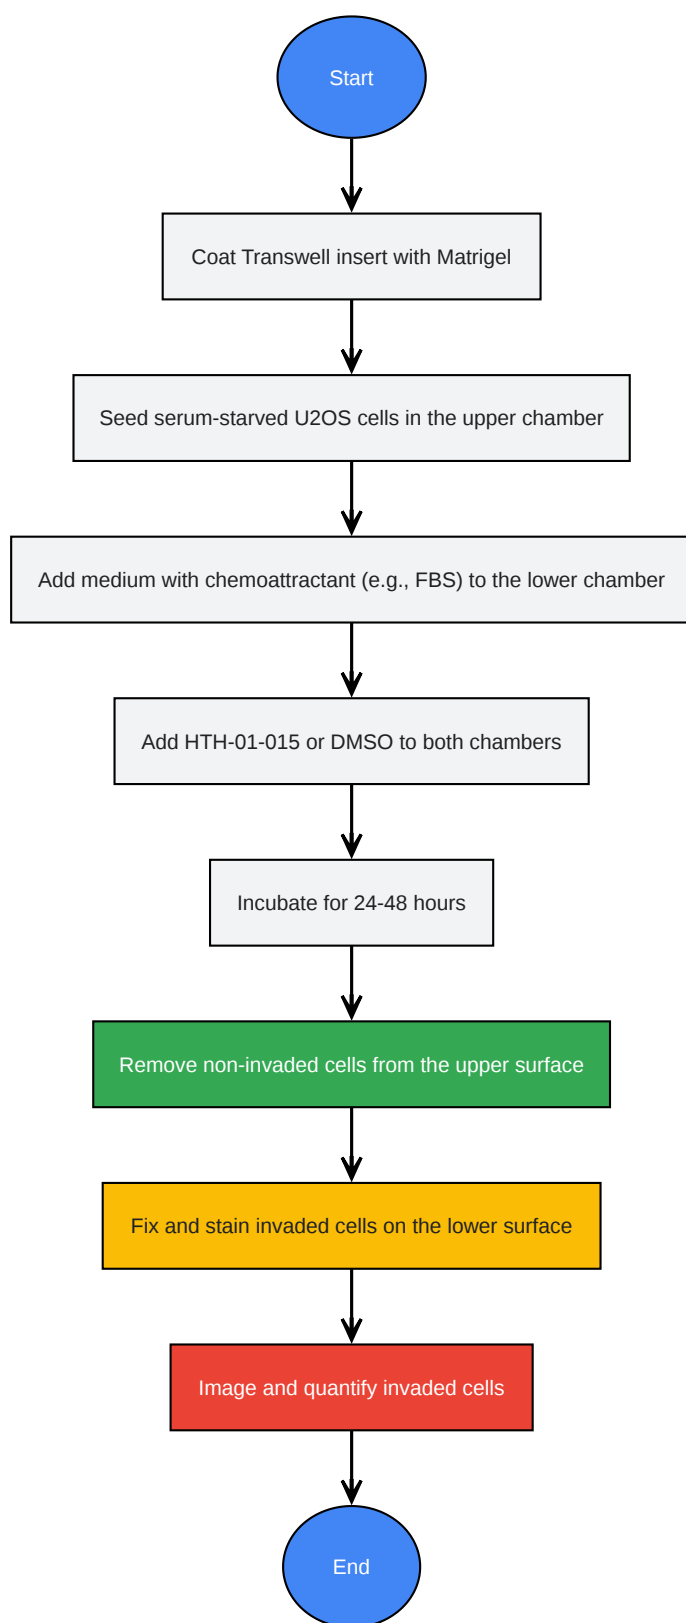 Start
Coat Transwell insert with Matrigel
Seed serum-starved U2OS cells in the upper chamber
Add medium with chemoattractant (e.g., FBS) to the lower chamber
Add HTH-01-015 or DMSO to both chambers
Incubate for 24-48 hours
Remove non-invaded cells from the upper surface
Fix and stain invaded cells on the lower surface
Image and quantify invaded cells
End